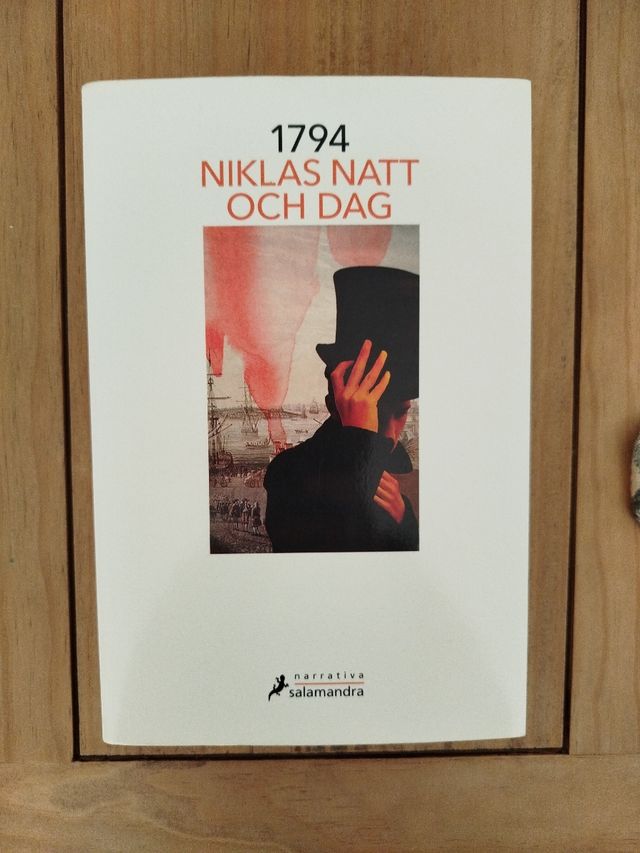 1794
NIKLAS NATT
OCH DAG
narrativa
salamandra